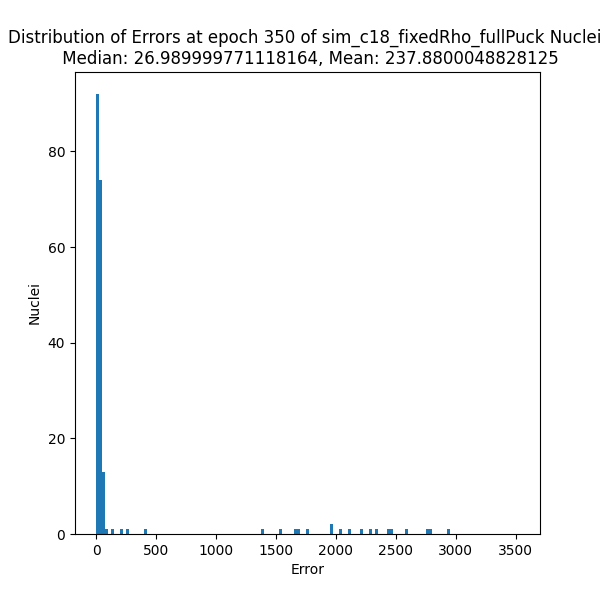 Distribution of Errors at epoch 350 of sim_c18_fixedRho_fullPuck Nuclei
Median: 26.989999771118164, Mean: 237.8800048828125
80
60
40
20
0
Nuclei
0 500 1000 1500 2000 2500 3000 3500
Error